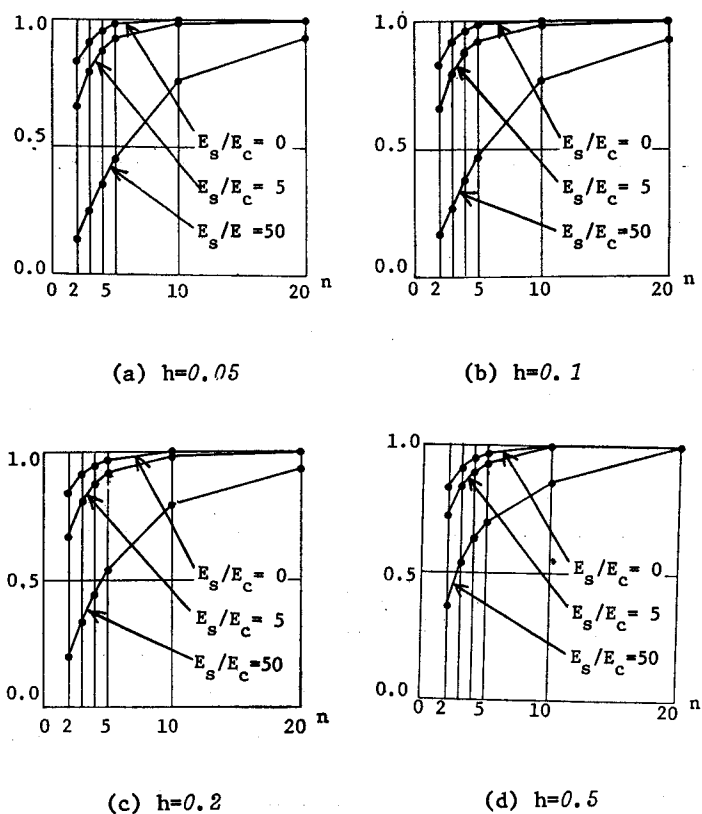 1.0
0.5
0.0
0 2 5 10 20 n
E_s/E_c = 0
E_s/E_c = 5
E_s/E =50
(a) h=0.05
1.0
0.5
0.0
0 2 5 10 20 n
E_s/E_c = 0
E_s/E_c = 5
E_s/E_c=50
(b) h=0.1
1.0
0.5
0.0
0 2 5 10 20 n
E_s/E_c = 0
E_s/E_c = 5
E_s/E_c=50
(c) h=0.2
1.0
0.5
0.0
0 2 5 10 20 n
E_s/E_c = 0
E_s/E_c = 5
E_s/E_c=50
(d) h=0.5